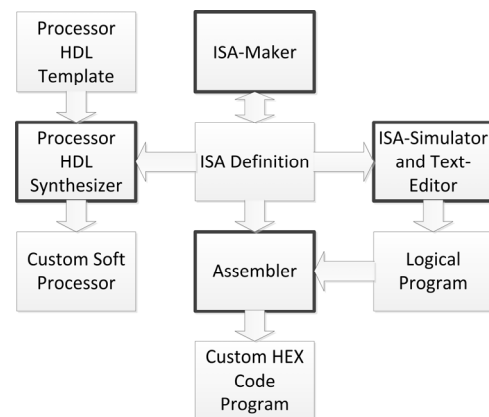 Processor
HDL
Template
ISA-Maker
Processor
HDL
Synthesizer
ISA Definition
ISA-Simulator
and Text-
Editor
Custom Soft
Processor
Assembler
Logical
Program
Custom HEX
Code
Program